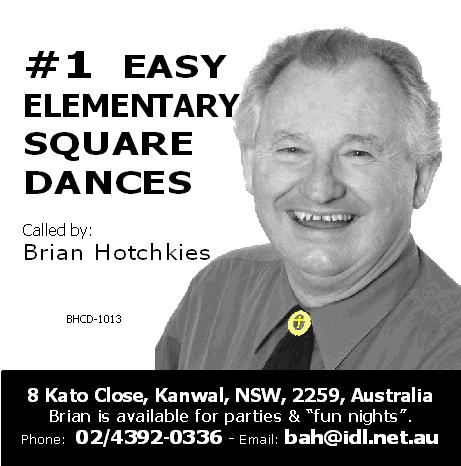 #1 EASY
ELEMENTARY
SQUARE
DANCES
Called by:
Brian Hotchkies
BHCD-1013
8 Kato Close, Kanwal, NSW, 2259, Australia
Brian is available for parties & “fun nights”.
Phone: 02/4392-0336 - Email: bah@idl.net.au